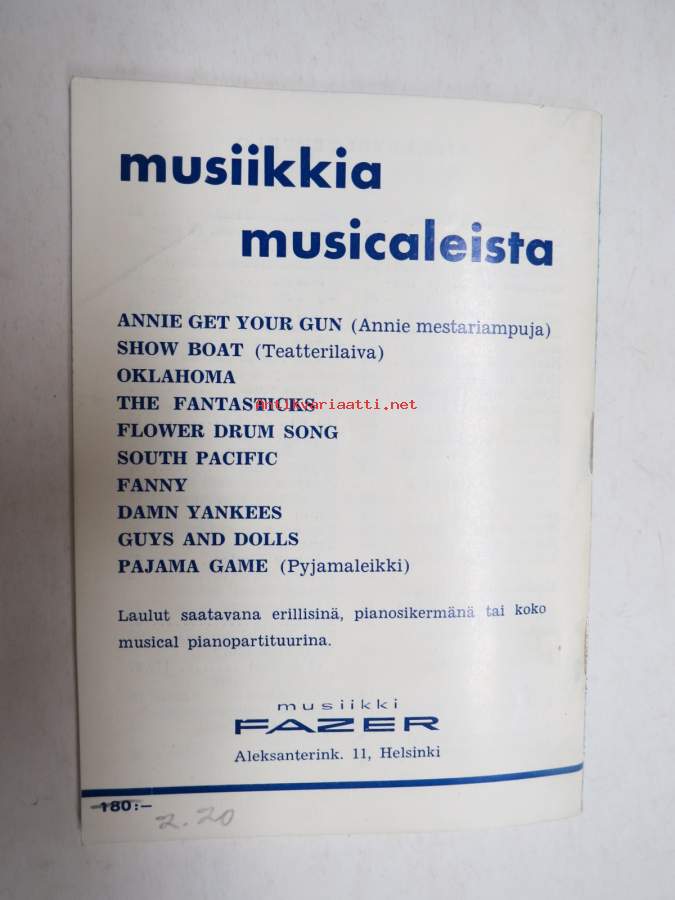 musiikkia
musicaleista
ANNIE GET YOUR GUN (Annie mestariampuja)
SHOW BOAT (Teatterilaiva)
OKLAHOMA
THE FANTASTICKS
Antikvariaatti.net
FLOWER DRUM SONG
SOUTH PACIFIC
FANNY
DAMN YANKEES
GUYS AND DOLLS
PAJAMA GAME (Pyjamaleikki)
Laulut saatavana erillisinä, pianosikermänä tai koko
musical pianopartituurina.
musiikki
FAZER
Aleksanterink. 11, Helsinki
180:–
2.20